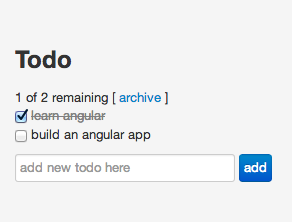 Todo
1 of 2 remaining [ archive ]
learn angular
build an angular app
add new todo here
add